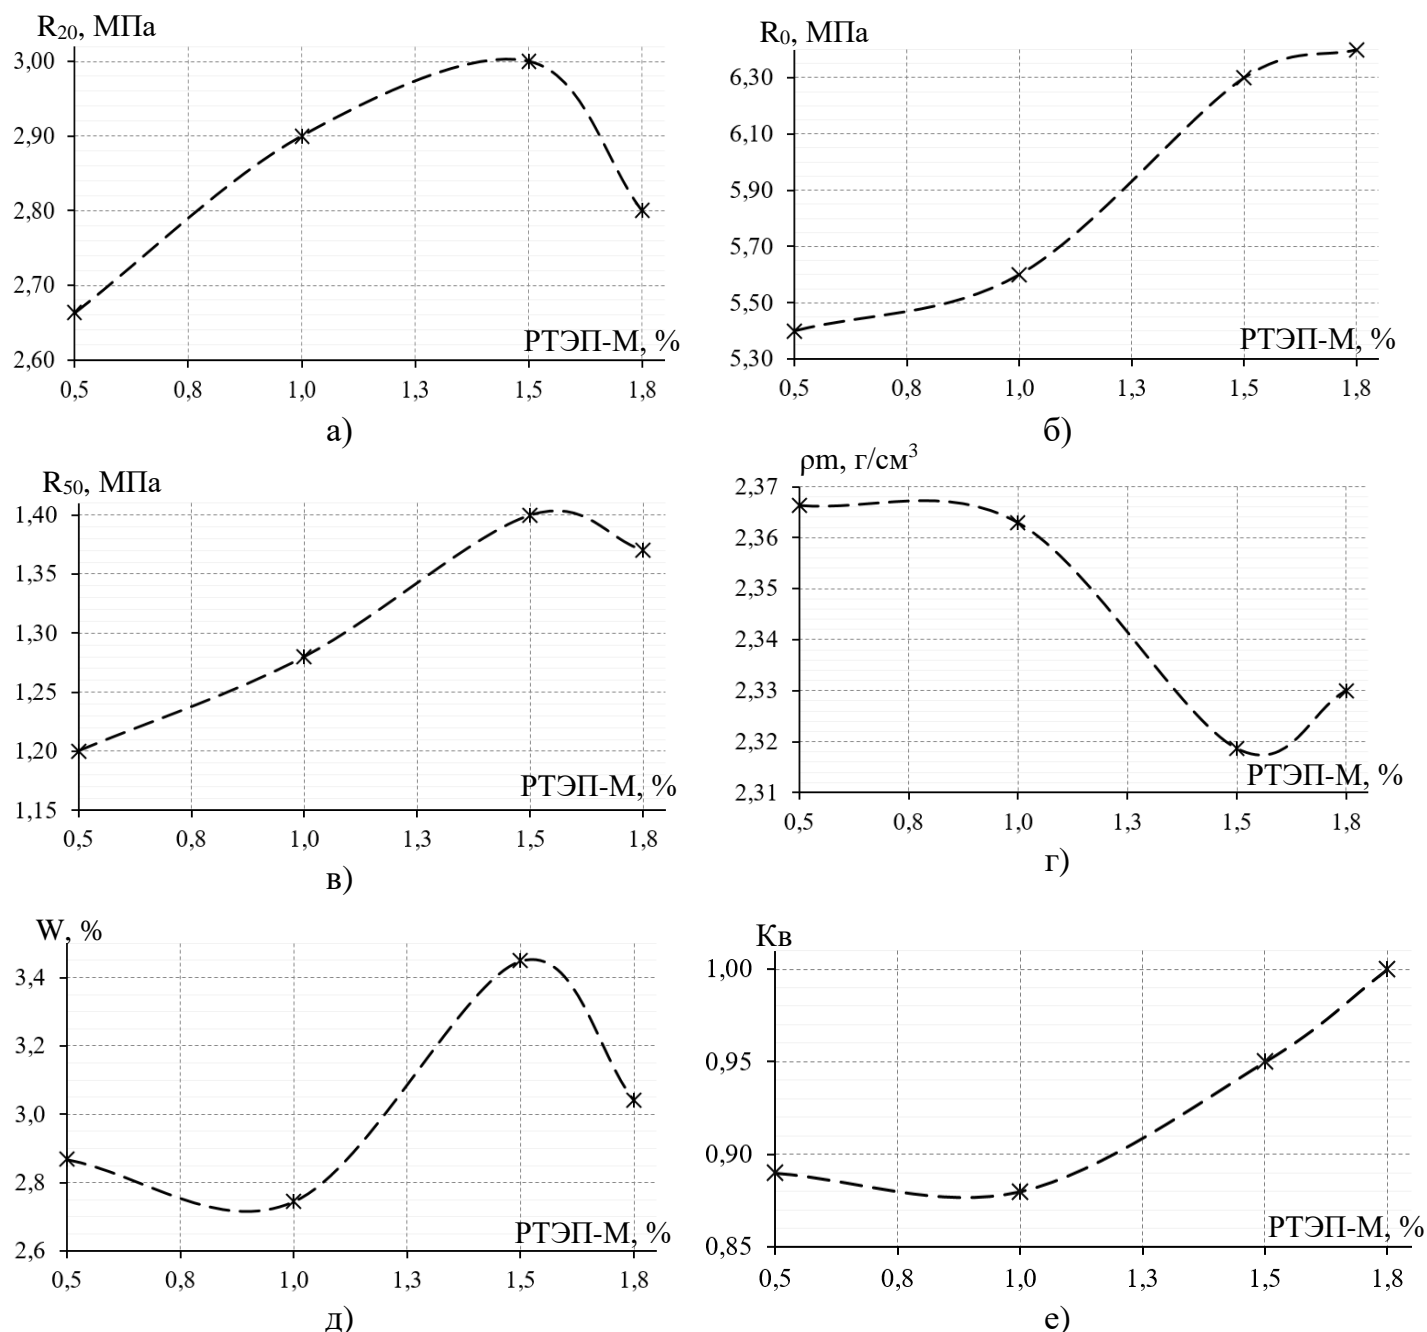 R20, МПа
3,00
2,90
2,80
2,70
2,60
РТЭП-М, %
0,5 0,8 1,0 1,3 1,5 1,8
а)
R0, МПа
6,30
6,10
5,90
5,70
5,50
5,30
РТЭП-М, %
0,5 0,8 1,0 1,3 1,5 1,8
б)
R50, МПа
1,40
1,35
1,30
1,25
1,20
1,15
РТЭП-М, %
0,5 0,8 1,0 1,3 1,5 1,8
в)
ρm, г/см³
2,37
2,36
2,35
2,34
2,33
2,32
2,31
РТЭП-М, %
0,5 0,8 1,0 1,3 1,5 1,8
г)
W, %
3,4
3,2
3,0
2,8
2,6
РТЭП-М, %
0,5 0,8 1,0 1,3 1,5 1,8
д)
Кв
1,00
0,95
0,90
0,85
РТЭП-М, %
0,5 0,8 1,0 1,3 1,5 1,8
е)